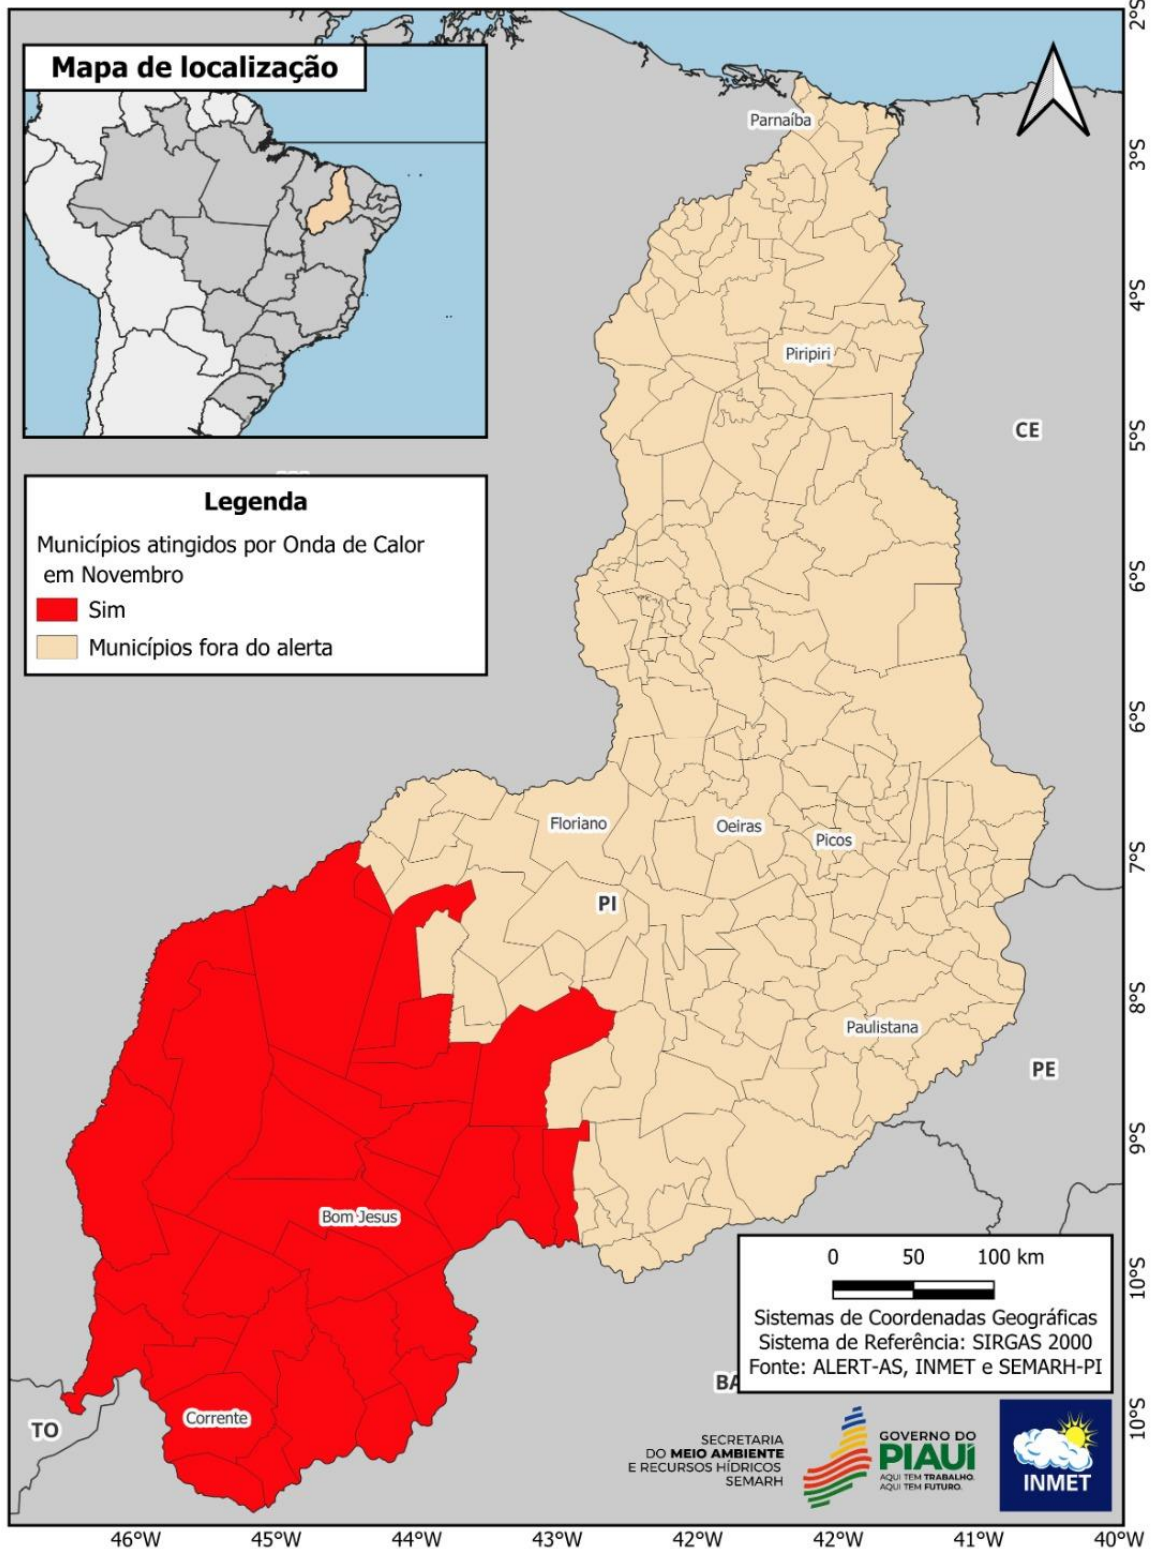 Mapa de localização
Parnaíba
Piripiri
CE
Legenda
Municípios atingidos por Onda de Calor
em Novembro
Sim
Municípios fora do alerta
Floriano
Oeiras
Picos
PI
Paulistana
PE
Bom Jesus
Corrente
TO
BA
0 50 100 km
Sistemas de Coordenadas Geográficas
Sistema de Referência: SIRGAS 2000
Fonte: ALERT-AS, INMET e SEMARH-PI
SECRETARIA
DO MEIO AMBIENTE
E RECURSOS HÍDRICOS
SEMARH
GOVERNO DO
PIAUÍ
AQUI TEM TRABALHO.
AQUI TEM FUTURO.
INMET
2°S
3°S
4°S
5°S
6°S
6°S
7°S
8°S
9°S
10°S
10°S
46°W 45°W 44°W 43°W 42°W 42°W 41°W 40°W